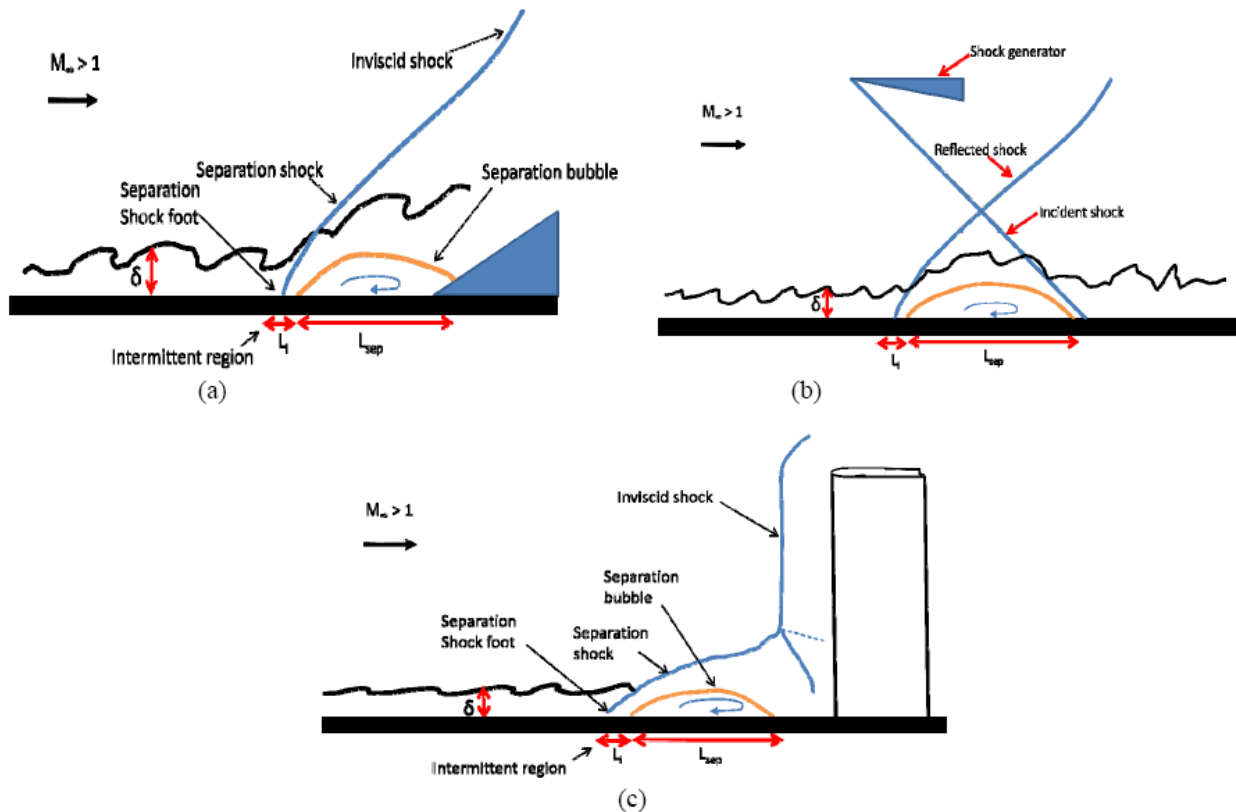 M∞ > 1
Inviscid shock
Separation shock
Separation
Shock foot
Separation bubble
δ
Li
Lsep
Intermittent region
(a)
Shock generator
M∞ > 1
Reflected shock
Incident shock
δ
Li
Lsep
(b)
M∞ > 1
Inviscid shock
Separation
bubble
Separation
Shock foot
Separation
shock
δ
Li
Lsep
Intermittent region
(c)